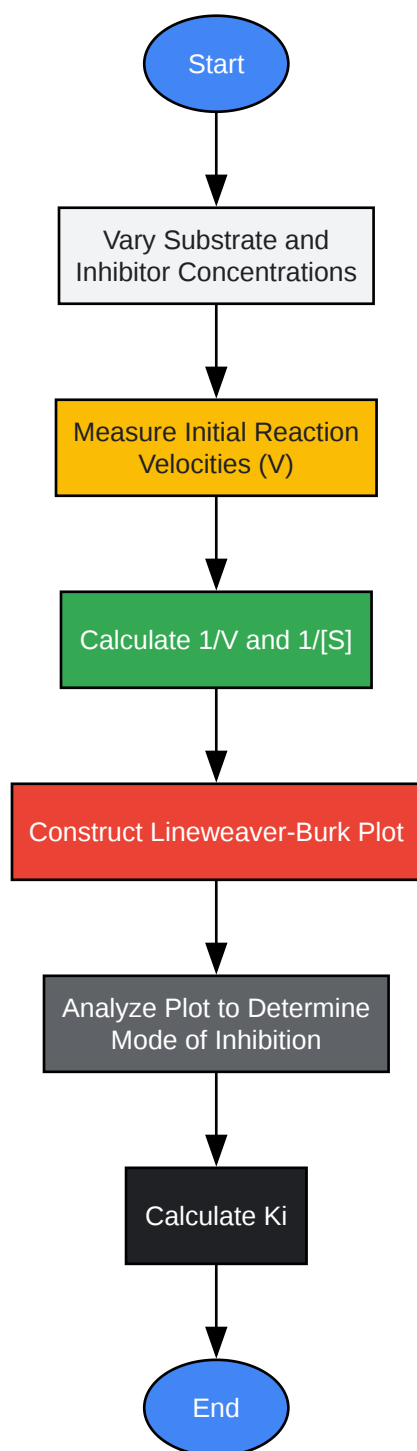 Start
Vary Substrate and
Inhibitor Concentrations
Measure Initial Reaction
Velocities (V)
Calculate 1/V and 1/[S]
Construct Lineweaver-Burk Plot
Analyze Plot to Determine
Mode of Inhibition
Calculate Ki
End